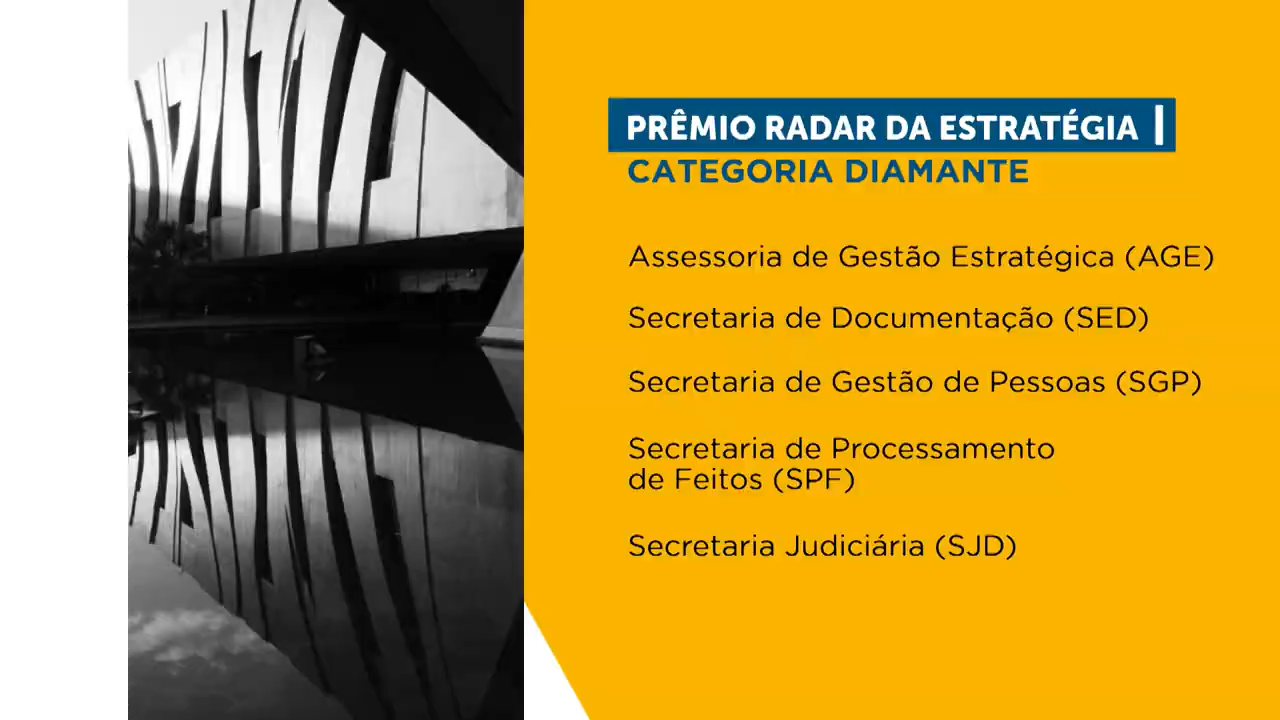 PRÊMIO RADAR DA ESTRATÉGIA
CATEGORIA DIAMANTE
Assessoria de Gestão Estratégica (AGE)
Secretaria de Documentação (SED)
Secretaria de Gestão de Pessoas (SGP)
Secretaria de Processamento
de Feitos (SPF)
Secretaria Judiciária (SJD)